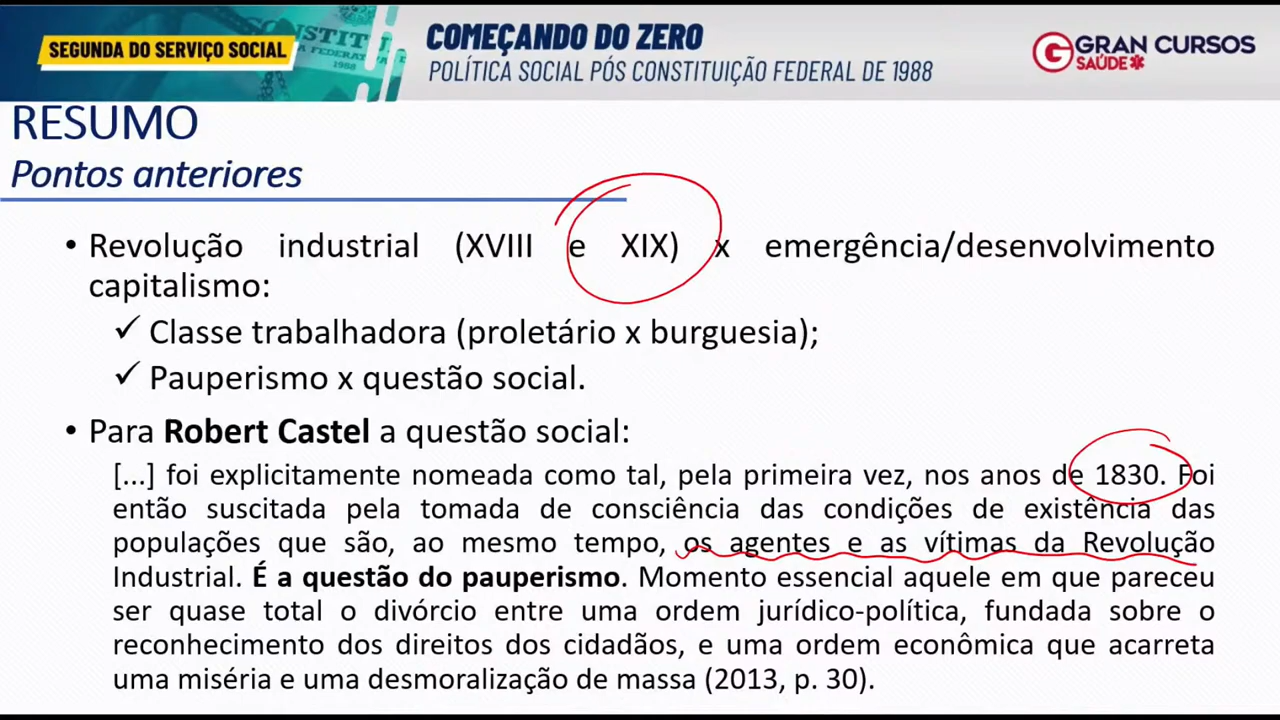 SEGUNDA DO SERVIÇO SOCIAL
CONSTITU
A FEDERAT
1988
COMEÇANDO DO ZERO
POLÍTICA SOCIAL PÓS CONSTITUIÇÃO FEDERAL DE 1988
G GRAN CURSOS
SAÚDE
RESUMO
Pontos anteriores
• Revolução industrial (XVIII e XIX) x emergência/desenvolvimento
capitalismo:
✓ Classe trabalhadora (proletário x burguesia);
✓ Pauperismo x questão social.
• Para Robert Castel a questão social:
[...] foi explicitamente nomeada como tal, pela primeira vez, nos anos de 1830. Foi
então suscitada pela tomada de consciência das condições de existência das
populações que são, ao mesmo tempo, os agentes e as vítimas da Revolução
Industrial. É a questão do pauperismo. Momento essencial aquele em que pareceu
ser quase total o divórcio entre uma ordem jurídico-política, fundada sobre o
reconhecimento dos direitos dos cidadãos, e uma ordem econômica que acarreta
uma miséria e uma desmoralização de massa (2013, p. 30).